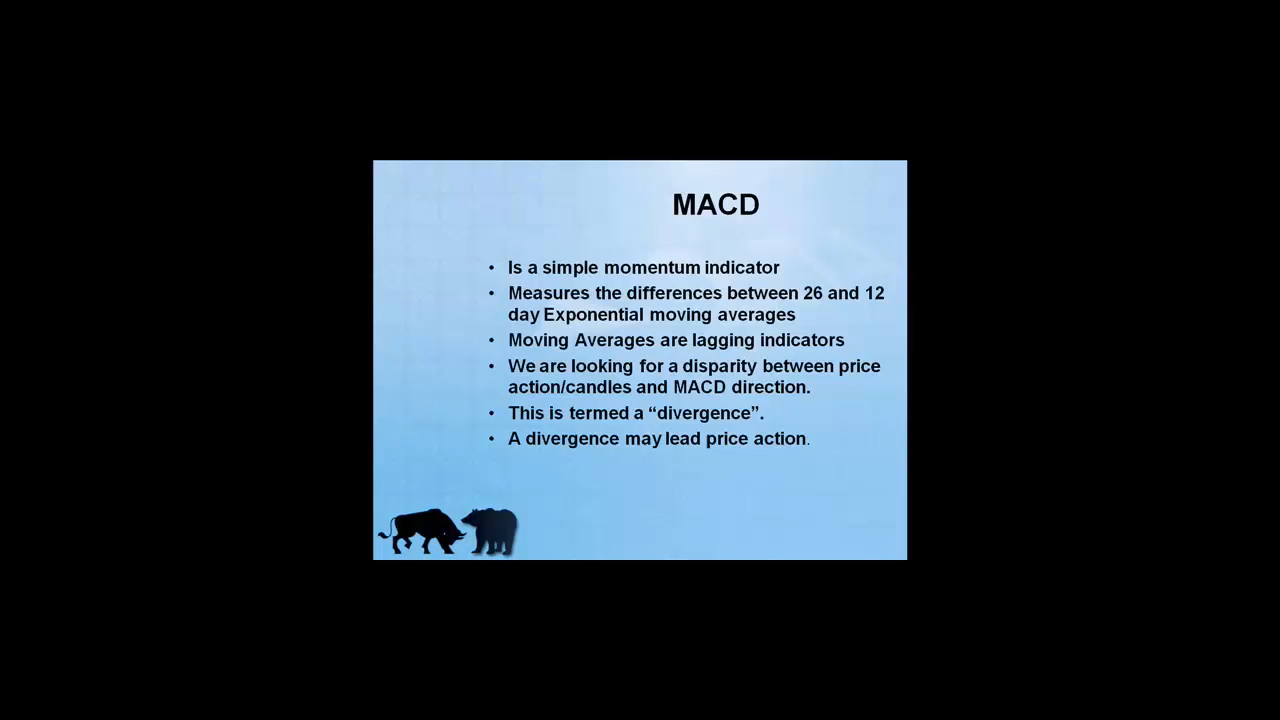 MACD
• Is a simple momentum indicator
• Measures the differences between 26 and 12
day Exponential moving averages
• Moving Averages are lagging indicators
• We are looking for a disparity between price
action/candles and MACD direction.
• This is termed a “divergence”.
• A divergence may lead price action.